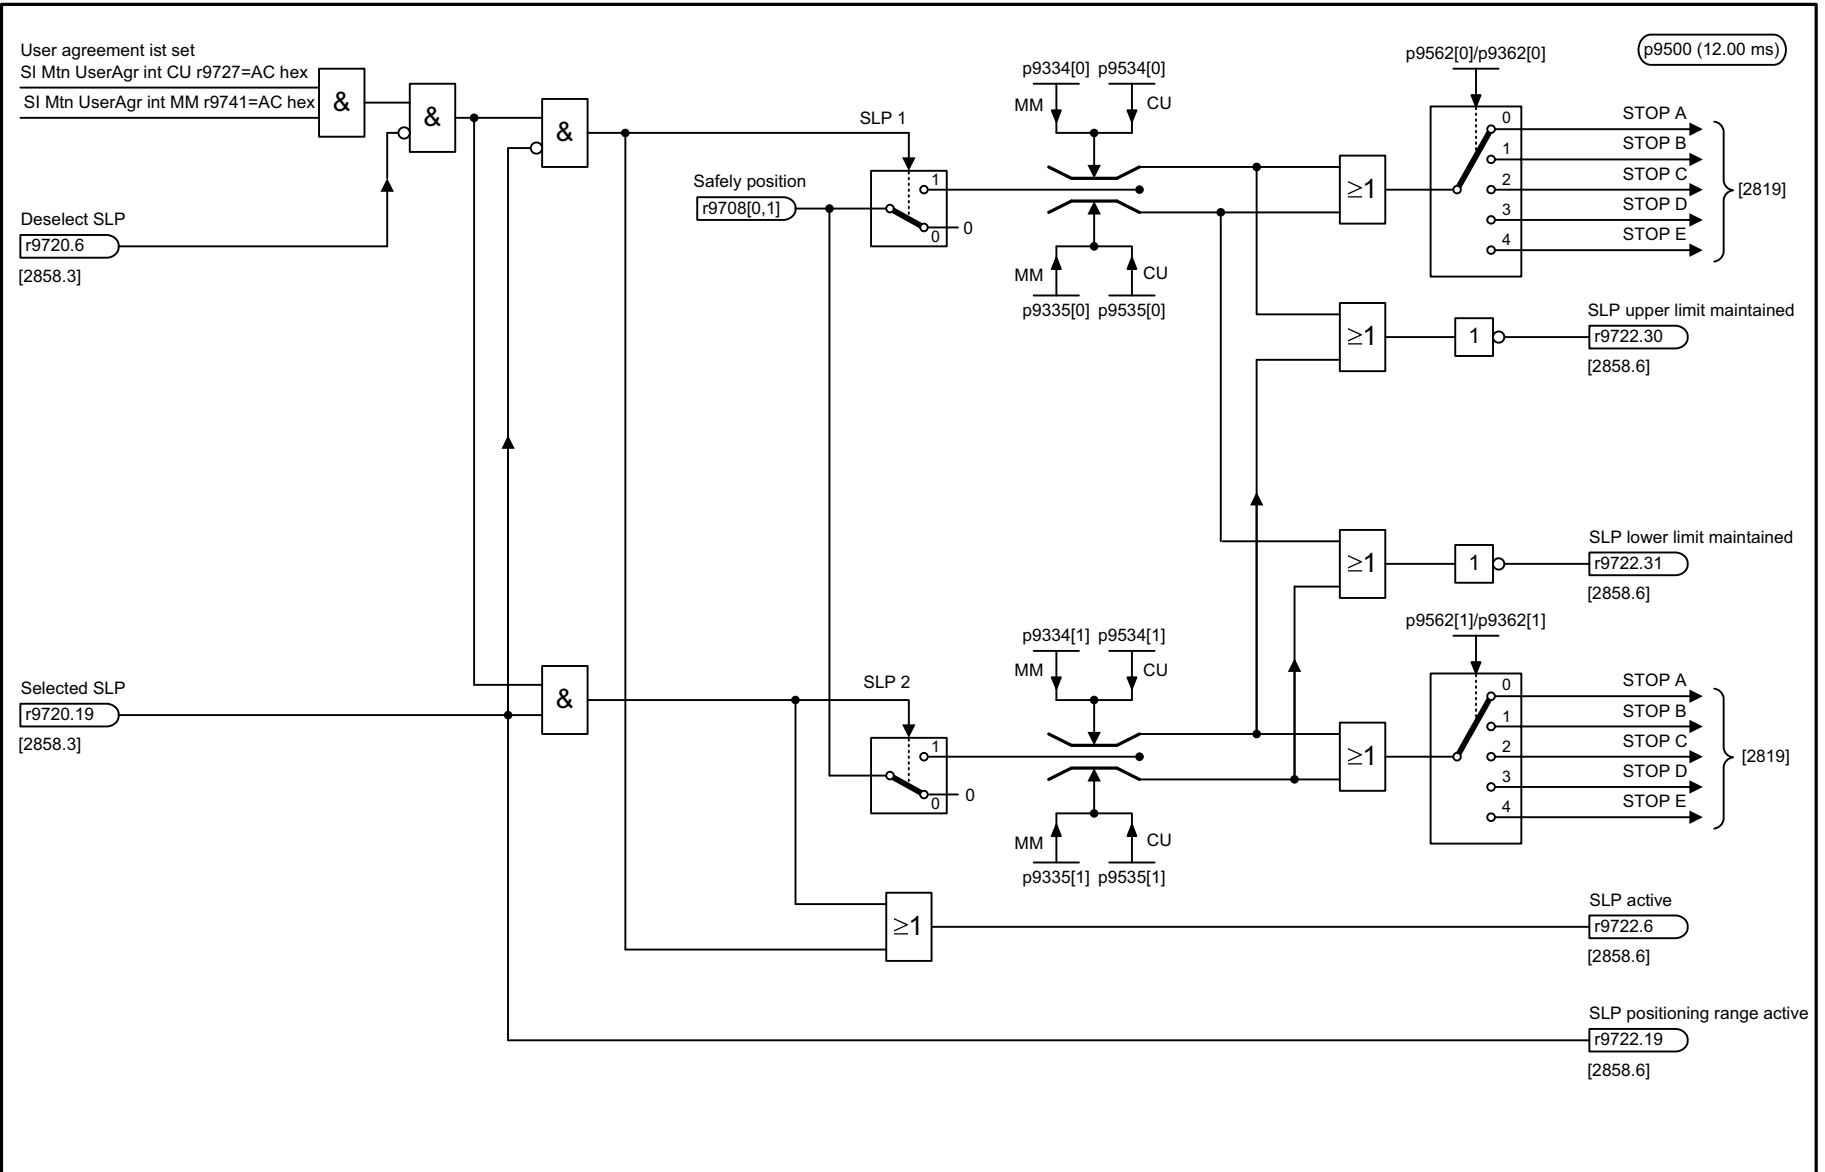 User agreement ist set
SI Mtn UserAgr int CU r9727=AC hex
SI Mtn UserAgr int MM r9741=AC hex
&
&
&
Deselect SLP
r9720.6
[2858.3]
SLP 1
Safely position
r9708[0,1]
1
0
0
p9334[0] p9534[0]
MM
CU
MM
CU
p9335[0] p9535[0]
≥1
p9562[0]/p9362[0]
p9500 (12.00 ms)
0
1
2
3
4
STOP A
STOP B
STOP C
STOP D
STOP E
[2819]
≥1
1
SLP upper limit maintained
r9722.30
[2858.6]
≥1
1
SLP lower limit maintained
r9722.31
[2858.6]
Selected SLP
r9720.19
[2858.3]
&
SLP 2
1
0
0
p9334[1] p9534[1]
MM
CU
MM
CU
p9335[1] p9535[1]
≥1
p9562[1]/p9362[1]
0
1
2
3
4
STOP A
STOP B
STOP C
STOP D
STOP E
[2819]
≥1
SLP active
r9722.6
[2858.6]
SLP positioning range active
r9722.19
[2858.6]